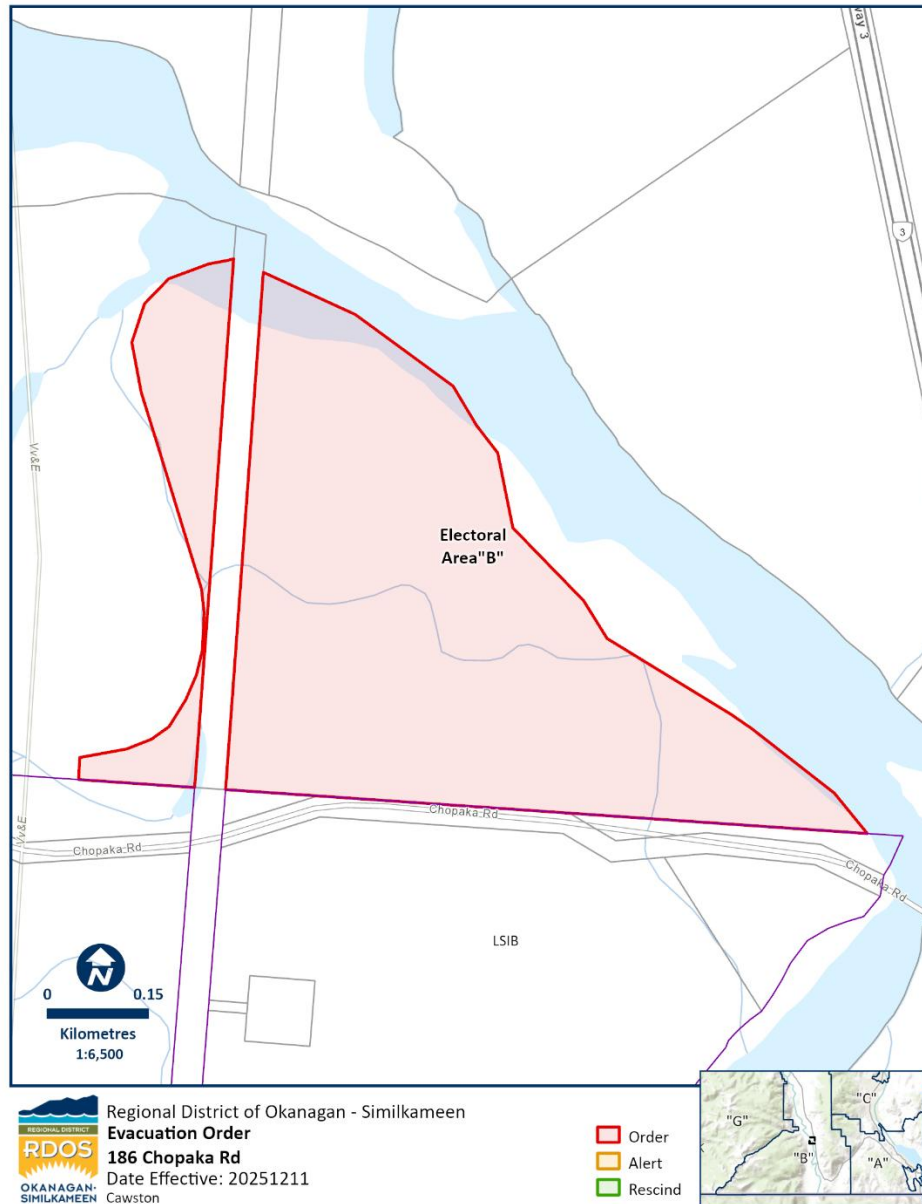 way 3
3
Vv&E
Electoral
Area"B"
Chopaka Rd
Vv&E
Chopaka Rd
Chopaka Rd
LSIB
N
0 0.15
Kilometres
1:6,500
REGIONAL DISTRICT
RDOS
OKANAGAN-
SIMILKAMEEN
Regional District of Okanagan - Similkameen
Evacuation Order
186 Chopaka Rd
Date Effective: 20251211
Cawston
Order
Alert
Rescind
"G"
"C"
"B"
"A"